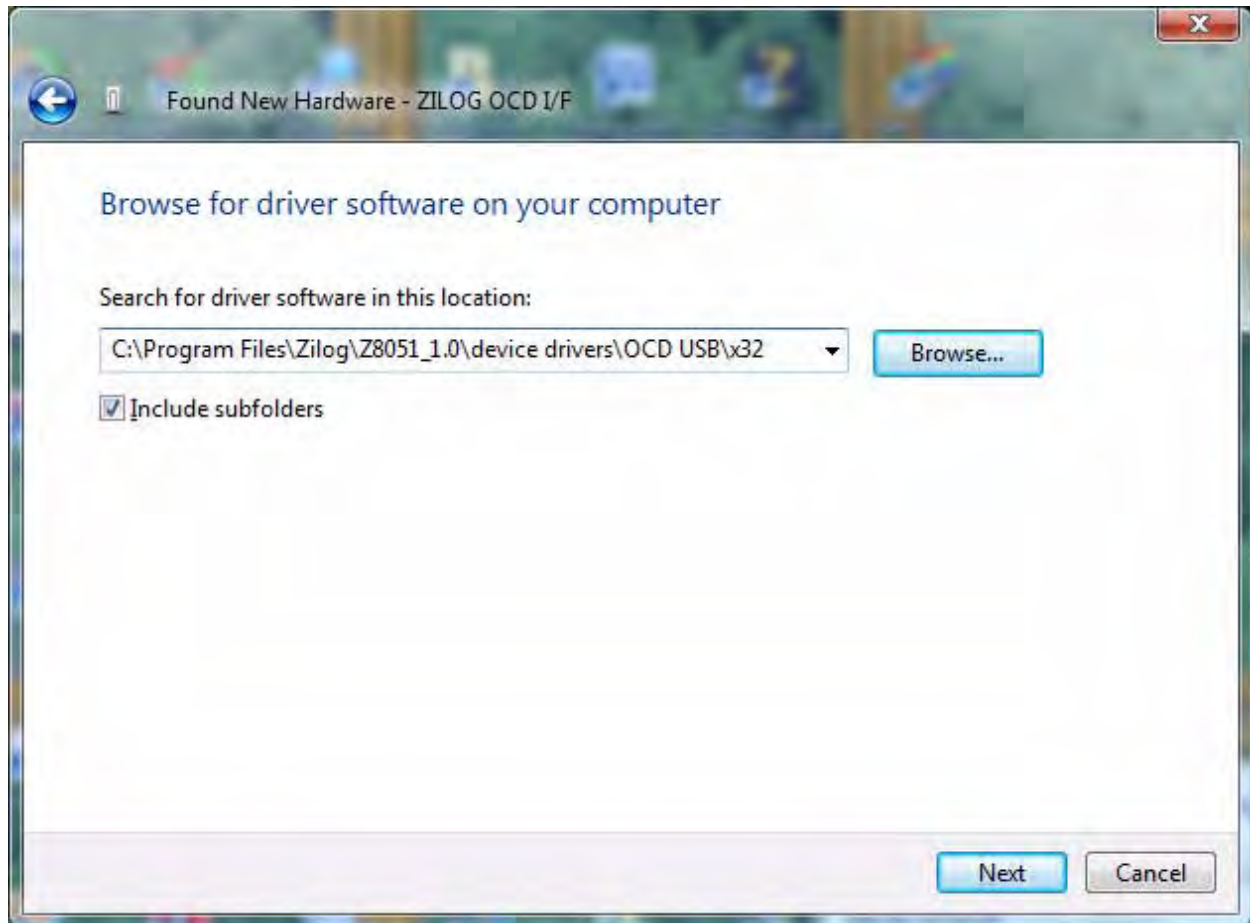 Found New Hardware - ZILOG OCD I/F
Browse for driver software on your computer
Search for driver software in this location:
C:\Program Files\Zilog\Z8051_1.0\device drivers\OCD USB\x32
Browse...
Include subfolders
Next
Cancel